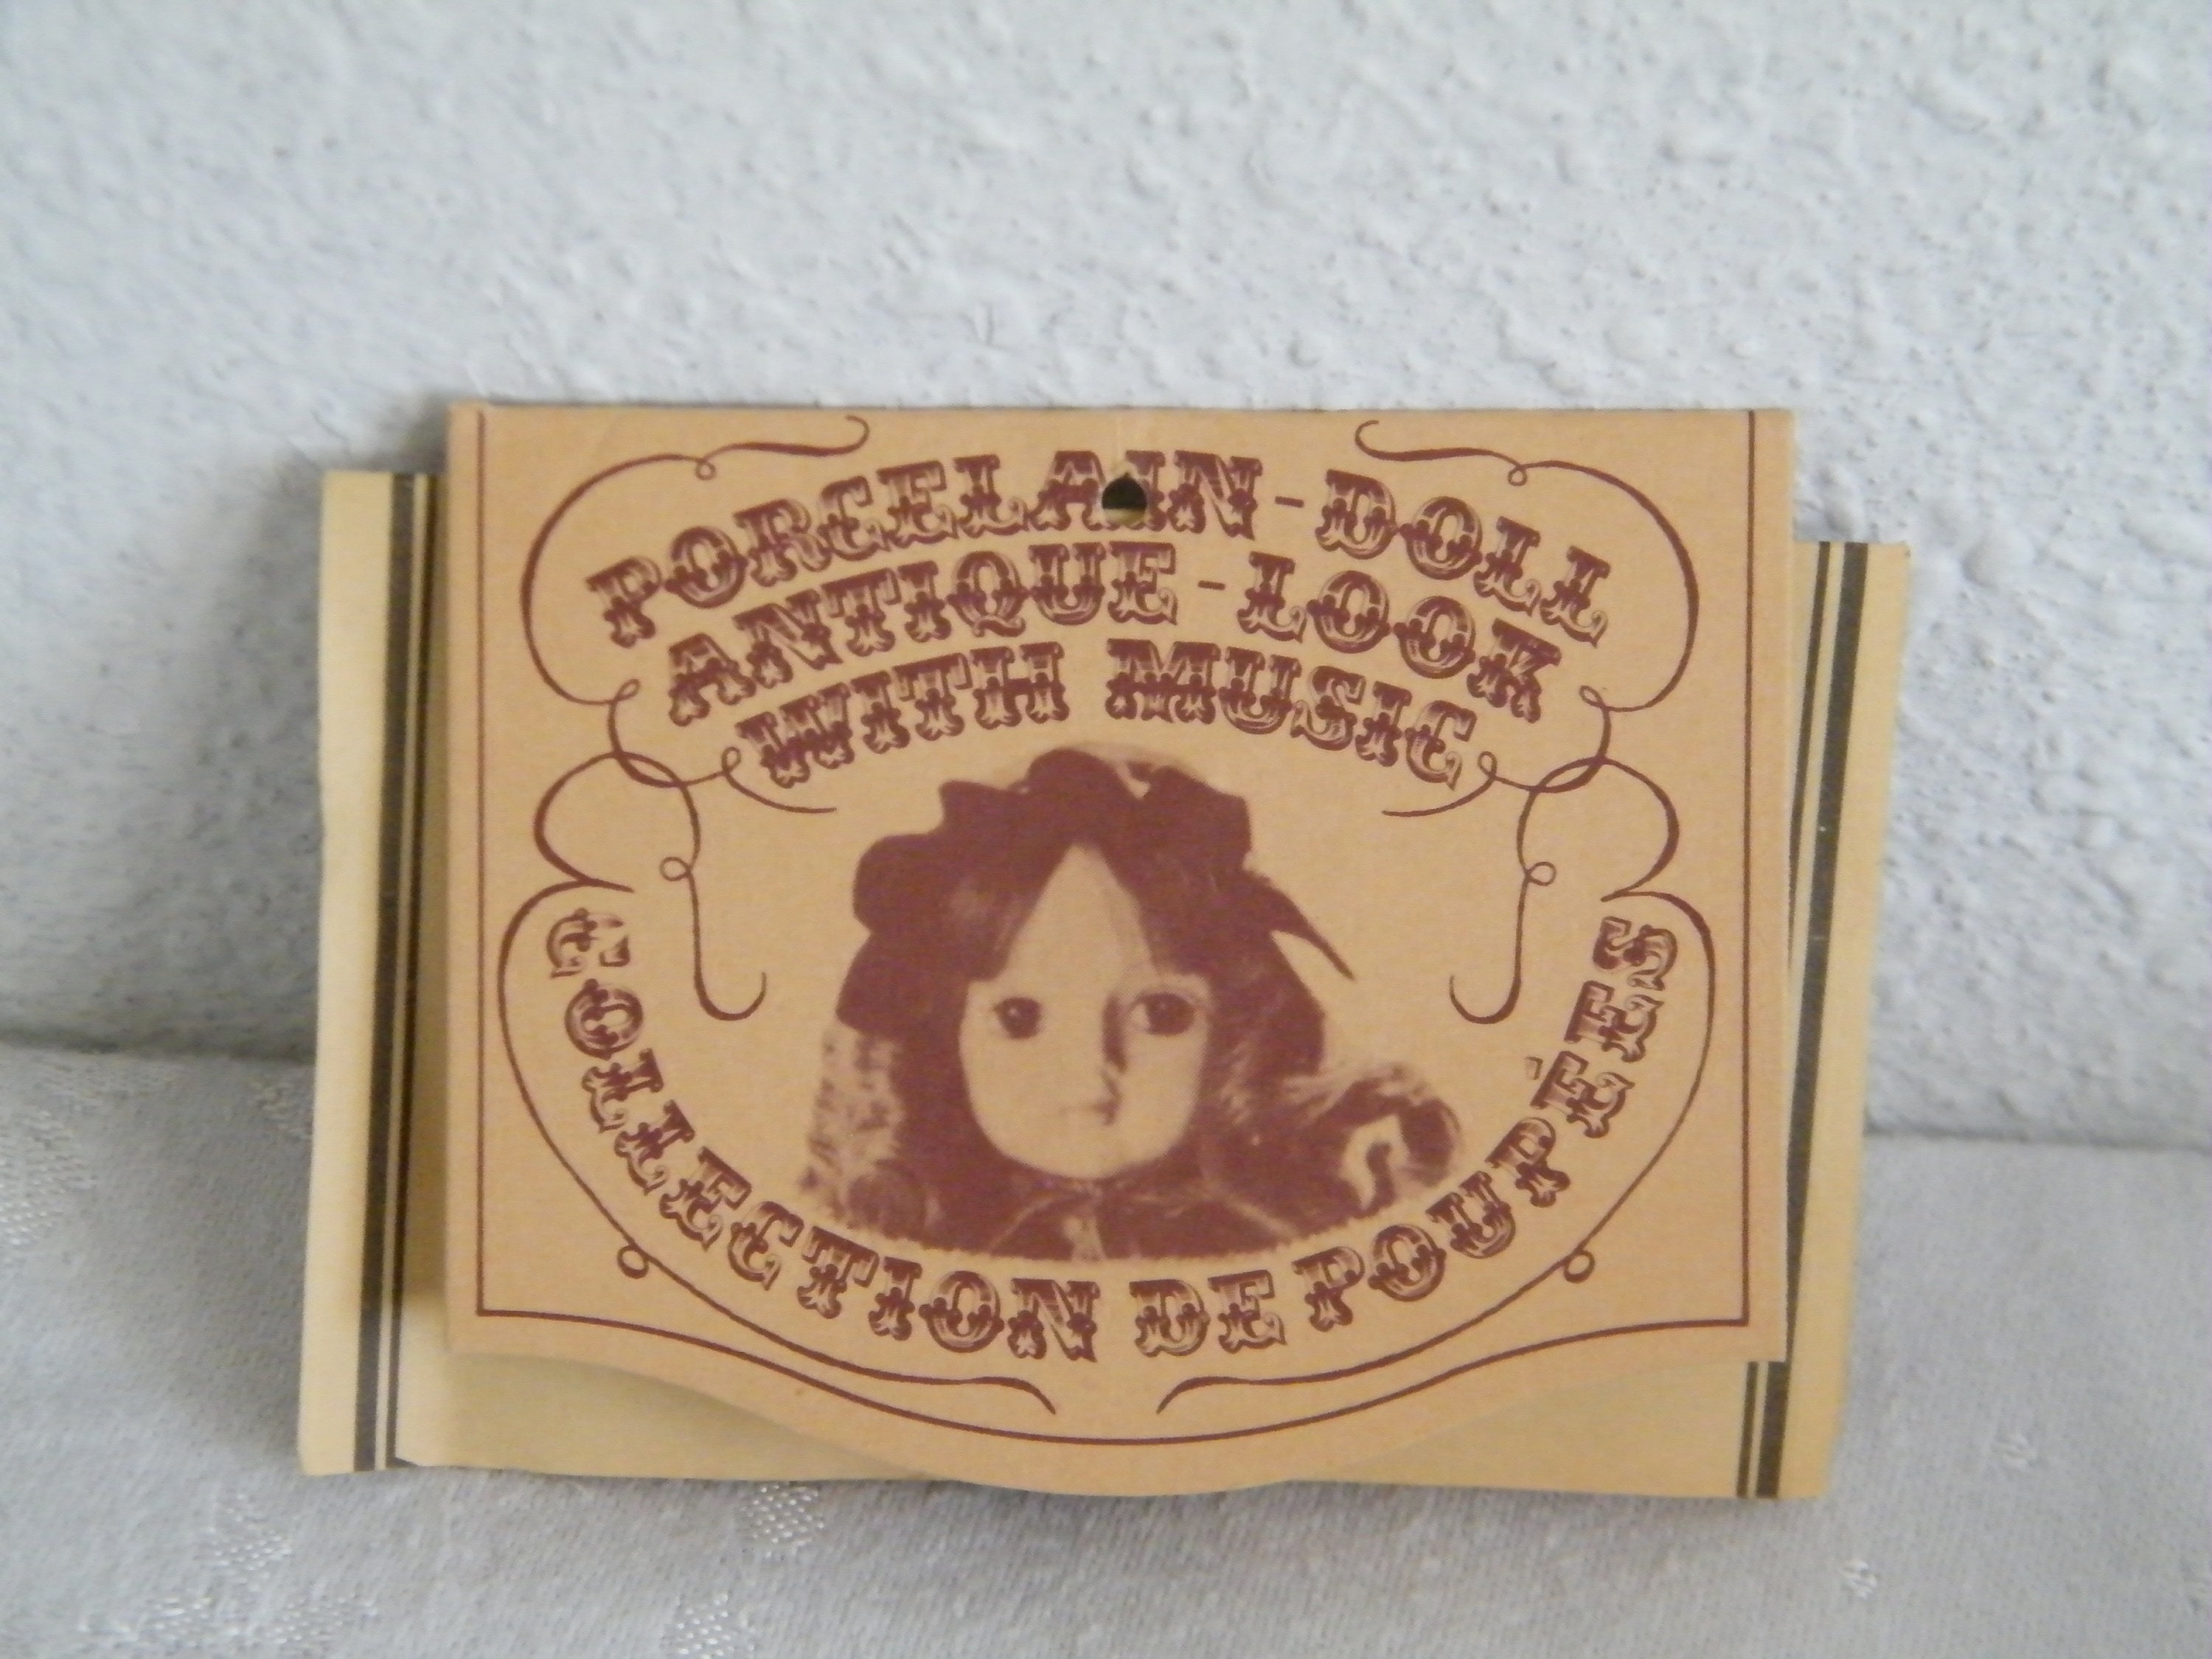 PORCELAIN-DOLL
ANTIQUE-LOOK
WITH MUSIC
COLLECTION DE POUPÉES